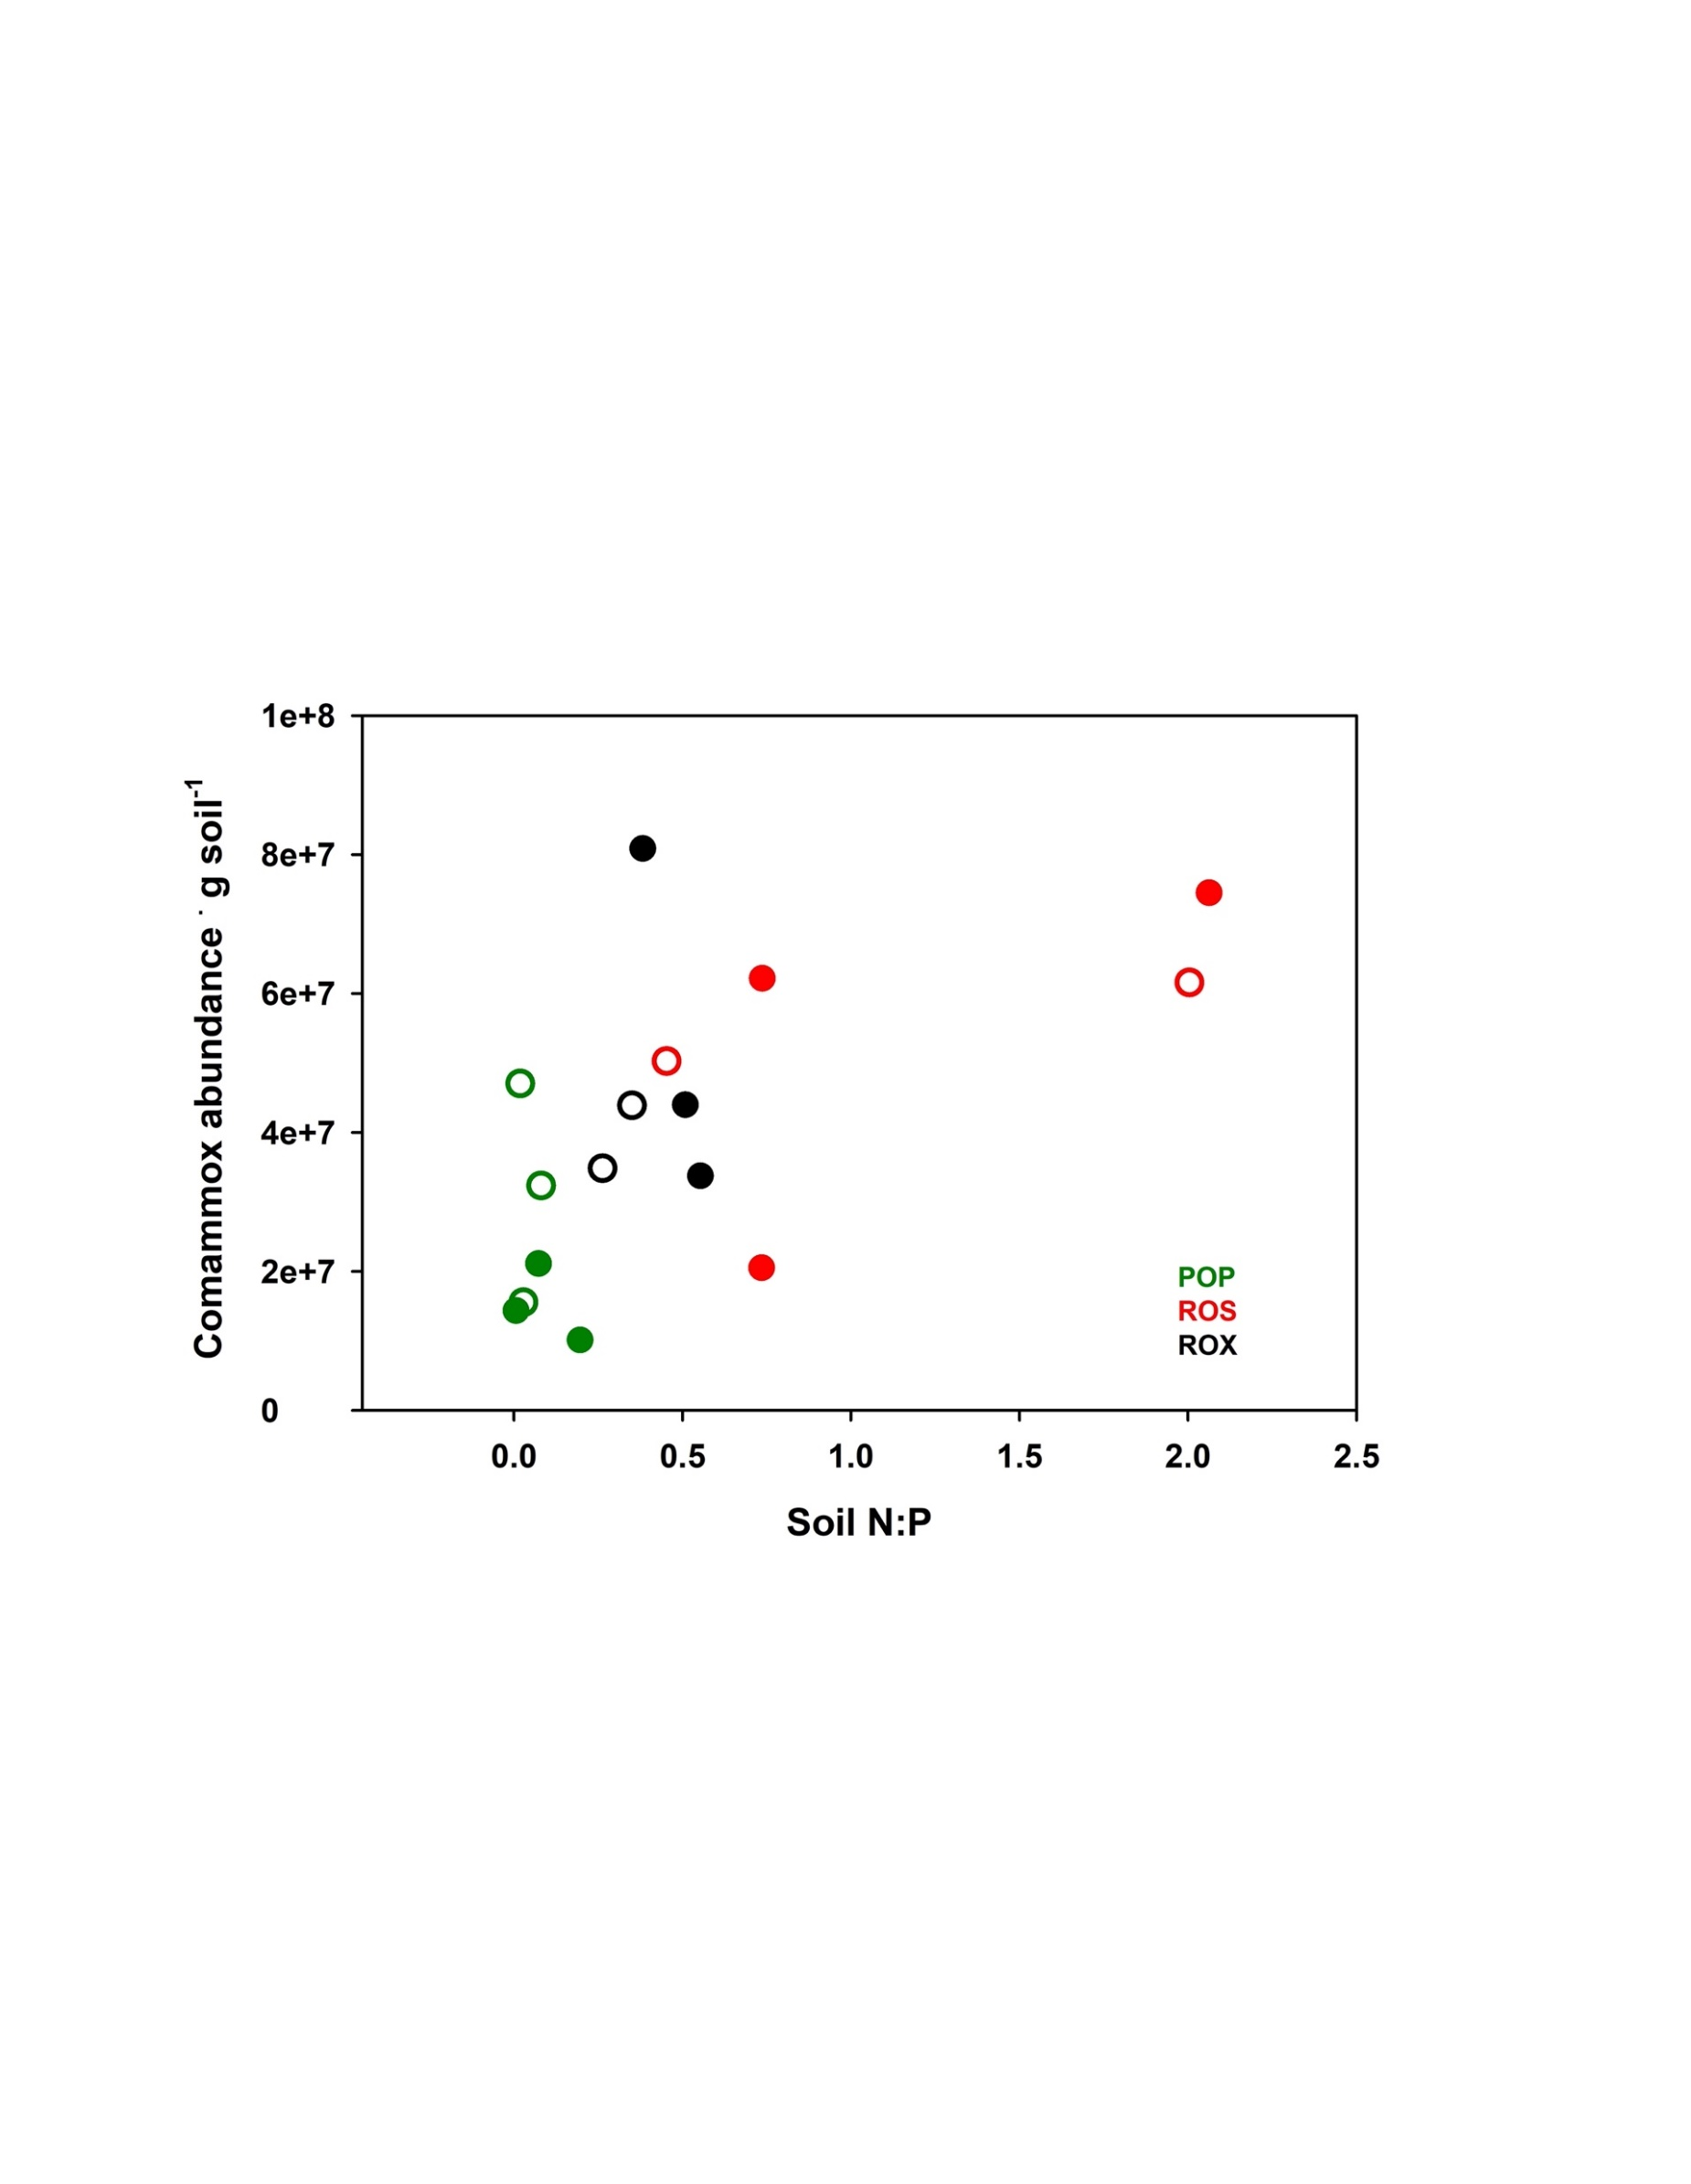 1e+8
8e+7
6e+7
4e+7
2e+7
0
Comammox abundance ˙ g soil-1
POP
ROS
ROX
0.0 0.5 1.0 1.5 2.0 2.5
Soil N:P